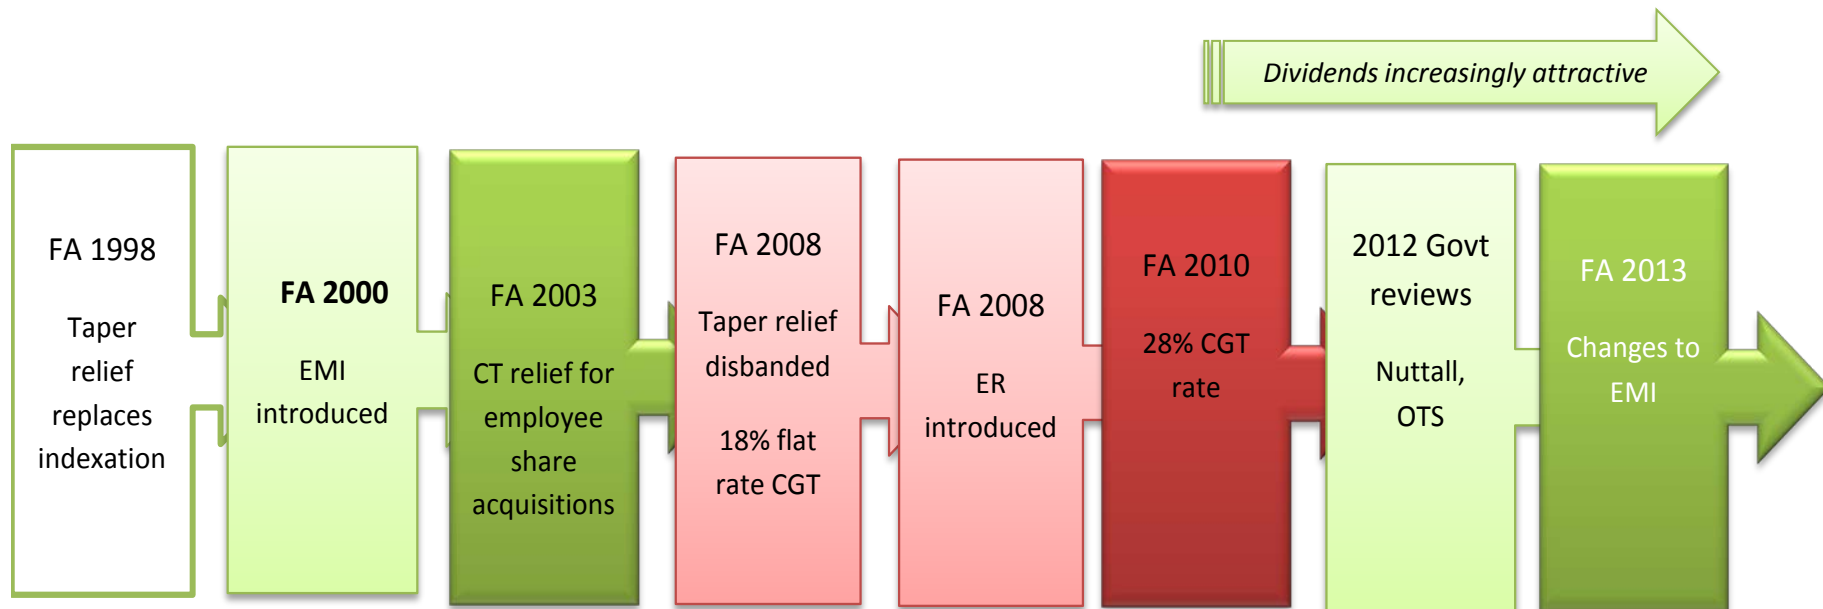 Dividends increasingly attractive
FA 1998
Taper
relief
replaces
indexation
FA 2000
EMI
introduced
FA 2003
CT relief for
employee
share
acquisitions
FA 2008
Taper relief
disbanded
18% flat
rate CGT
FA 2008
ER
introduced
FA 2010
28% CGT
rate
2012 Govt
reviews
Nuttall,
OTS
FA 2013
Changes to
EMI